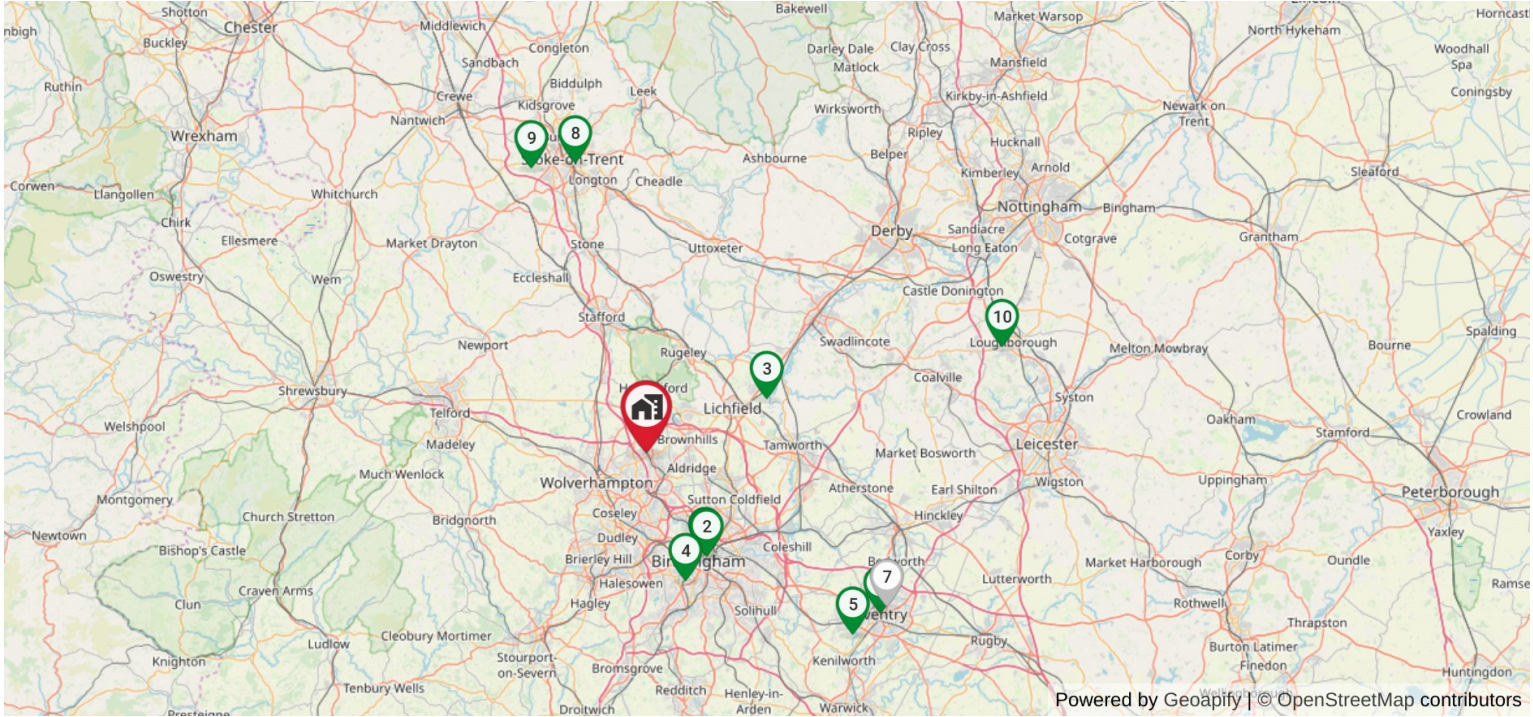 Shotton
Chester
Middlewich
Bakewell
Market Warsop
Horncast
nbigh
Buckley
Congleton
Darley Dale
Clay Cross
North Hykeham
Sandbach
Matlock
Mansfield
Woodhall
Spa
Ruthin
Biddulph
Leek
Crewe
Kidsgrove
Kirkby-in-Ashfield
Newark on
Trent
Coningsby
Nantwich
Wirksworth
Wrexham
9
8
Ripley
Hucknall
oke-on-Trent
Ashbourne
Belper
Arnold
Kimberley
Sleaford
Corwen
Llangollen
Whitchurch
Longton
Cheadle
Chirk
Nottingham
Bingham
Ellesmere
Market Drayton
Stone
Uttoxeter
Derby
Sandiacre
Long Eaton
Cotgrave
Grantham
Oswestry
Wem
Eccleshall
Castle Donington
Stafford
10
Spalding
Newport
Rugeley
Swadlincote
Loughborough
Melton Mowbray
Bourne
3
Shrewsbury
Coalville
Syston
Telford
Lichfield
Oakham
Crowland
Welshpool
Madeley
Brownhills
Tamworth
Leicester
Stamford
Much Wenlock
Aldridge
Market Bosworth
Wolverhampton
Atherstone
Earl Shilton
Wigston
Uppingham
Peterborough
Montgomery
Church Stretton
Bridgnorth
Coseley
Sutton Coldfield
Hinckley
Newtown
Bishop's Castle
Dudley
2
Coleshill
Yaxley
Brierley Hill
4
Market Harborough
Corby
Oundle
Clun
Craven Arms
Halesowen
7
Lutterworth
Ramse
Hagley
Solihull
5
entry
Rothwell
Thrapston
Ludlow
Cleobury Mortimer
Rugby
Burton Latimer
Knighton
Stourport-
on-Severn
Bromsgrove
Kenilworth
Finedon
Huntingdon
Tenbury Wells
Redditch
Henley-in-
Arden
Droitwich
Warwick
Presteigne
Powered by Geoapify | © OpenStreetMap contributors